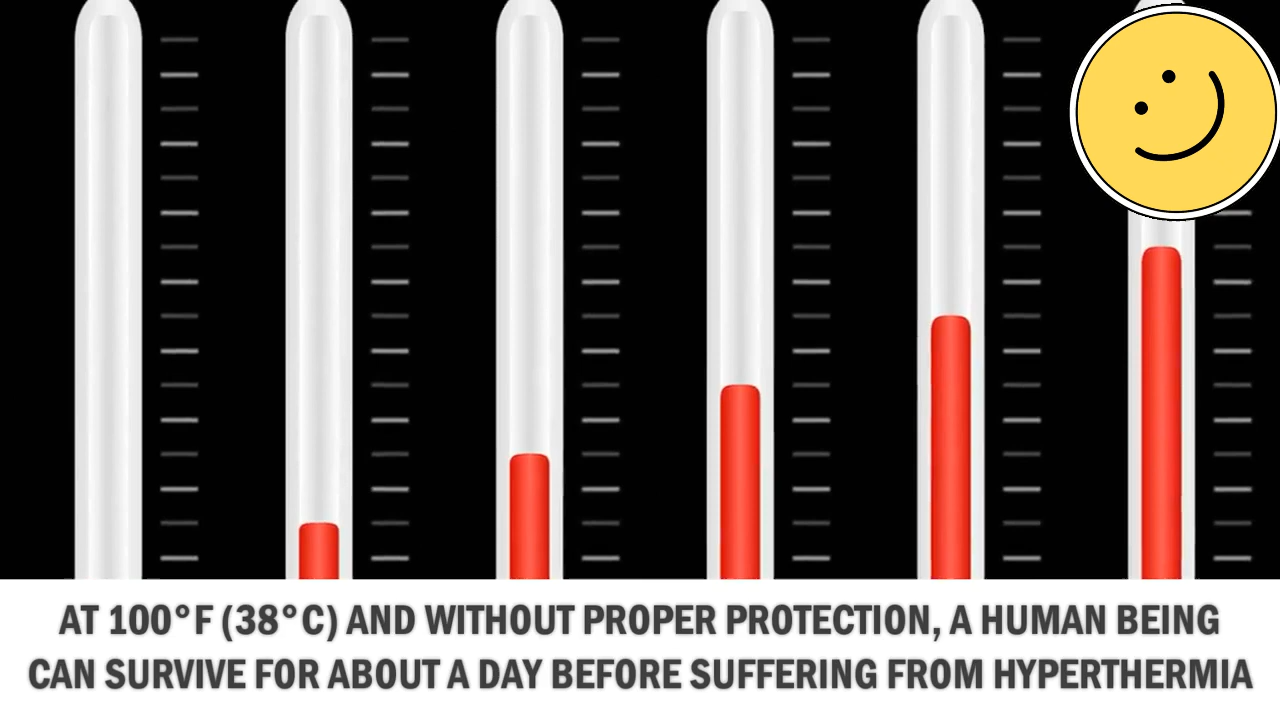 AT 100°F (38°C) AND WITHOUT PROPER PROTECTION, A HUMAN BEING
CAN SURVIVE FOR ABOUT A DAY BEFORE SUFFERING FROM HYPERTHERMIA